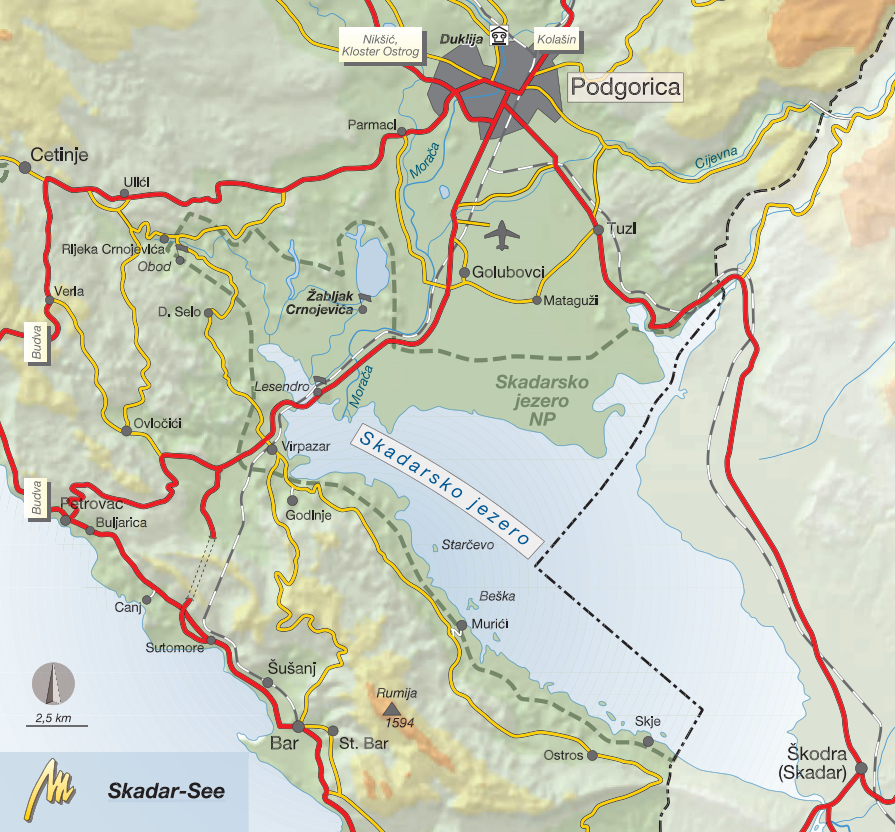 Duklija
Nikšić,
Kloster Ostrog
Kolašin
Podgorica
Parmaci
Morača
Cijevna
Cetinje
Ulići
Rijeka Crnojevića
Obod
Tuzi
Golubovci
Mataguži
Verla
D. Selo
Žabljak
Crnojevića
Budva
Lesendro
Morača
Skadarsko
jezero
NP
Ovločići
Virpazar
Skadarsko jezero
Budva
Petrovac
Buljarica
Godinje
Starčevo
Beška
Murići
Canj
Sutomore
Šušanj
Rumija
1594
2,5 km
Bar
St. Bar
Skje
Ostros
Škodra
(Skadar)
Skadar-See